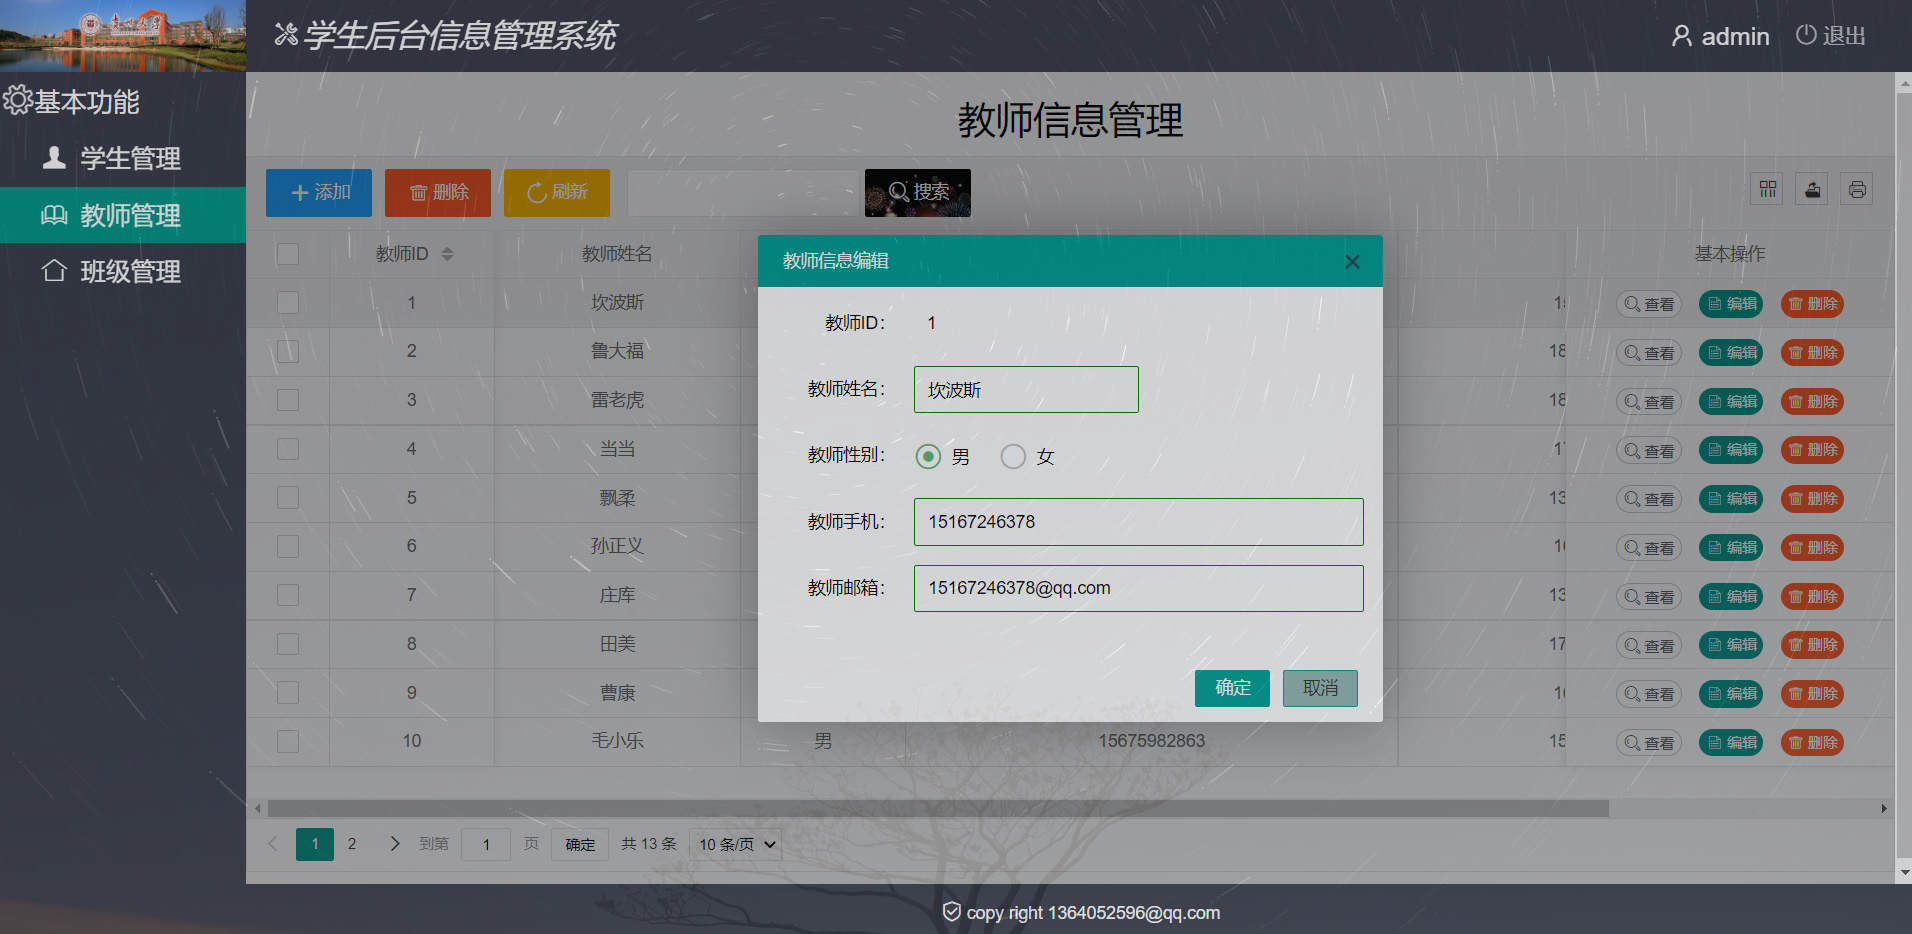 学生后台信息管理系统
admin
退出
基本功能
学生管理
教师管理
班级管理
教师信息管理
添加
删除
刷新
搜索
教师ID
教师姓名
基本操作
1 坎波斯 查看 编辑 删除
2 鲁大福 18 查看 编辑 删除
3 雷老虎 18 查看 编辑 删除
4 当当 查看 编辑 删除
5 飘柔 13 查看 编辑 删除
6 孙正义 查看 编辑 删除
7 庄库 13 查看 编辑 删除
8 田美 17 查看 编辑 删除
9 曹康 查看 编辑 删除
10 毛小乐 男 15675982863 15 查看 编辑 删除
教师信息编辑
教师ID: 1
教师姓名: 坎波斯
教师性别: 男 女
教师手机: 15167246378
教师邮箱: 15167246378@qq.com
确定 取消
1 2 到第 1 页 确定 共 13 条 10 条/页
copy right 1364052596@qq.com